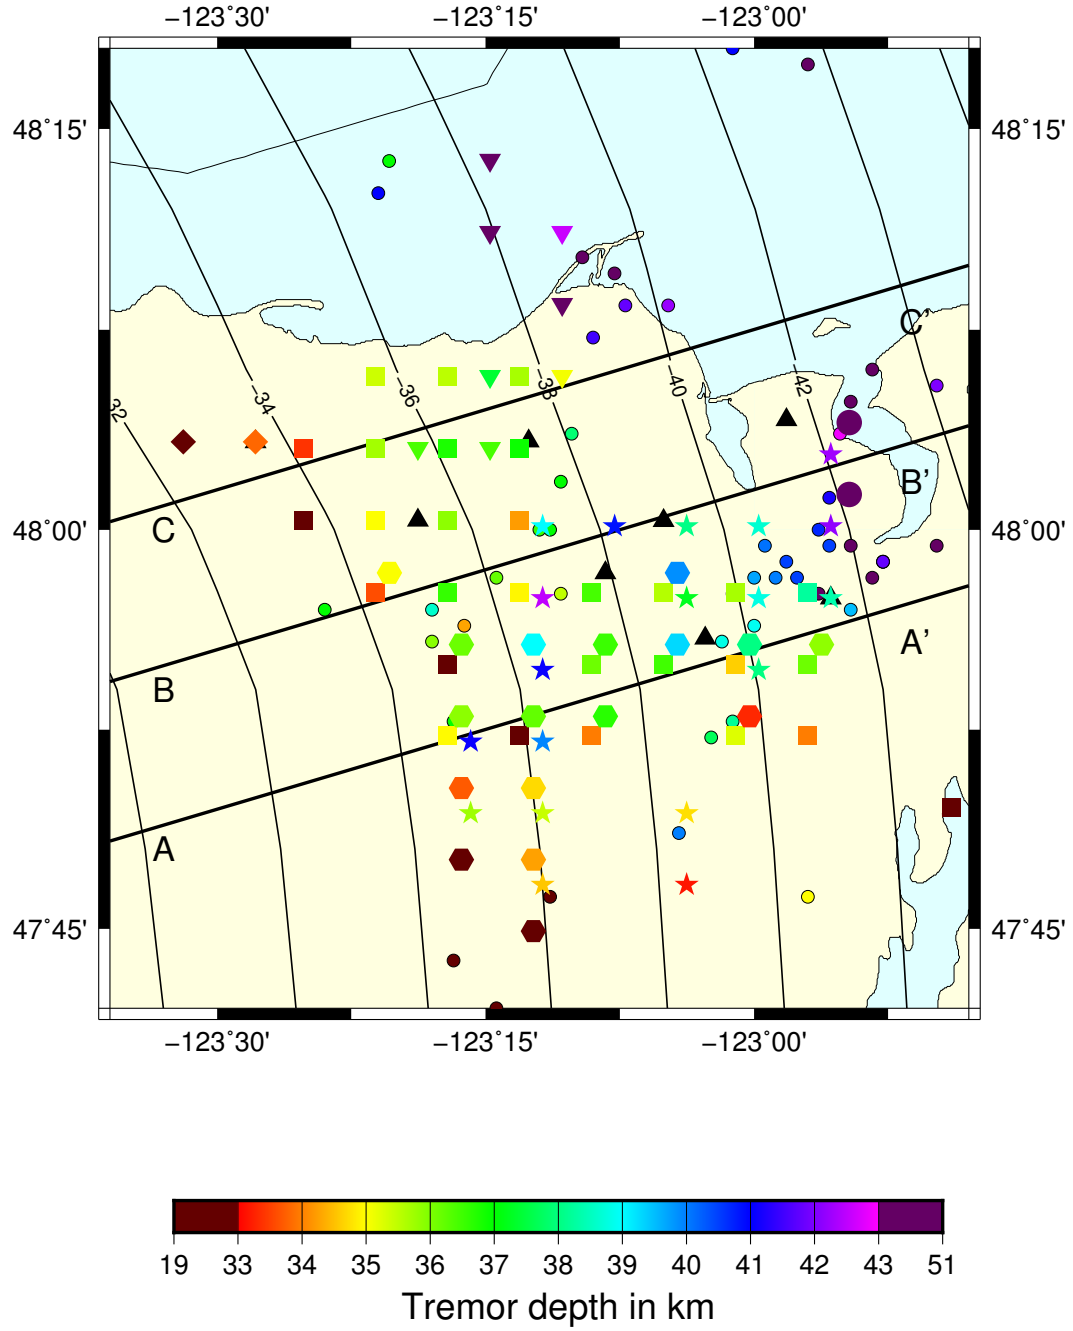 −123˚30' −123˚15' −123˚00'
48˚15' 48˚15'
C'
32 −34 −36 −38 −40 −42
B'
C
48˚00' 48˚00'
A'
B
A
47˚45' 47˚45'
−123˚30' −123˚15' −123˚00'
19 33 34 35 36 37 38 39 40 41 42 43 51
Tremor depth in km